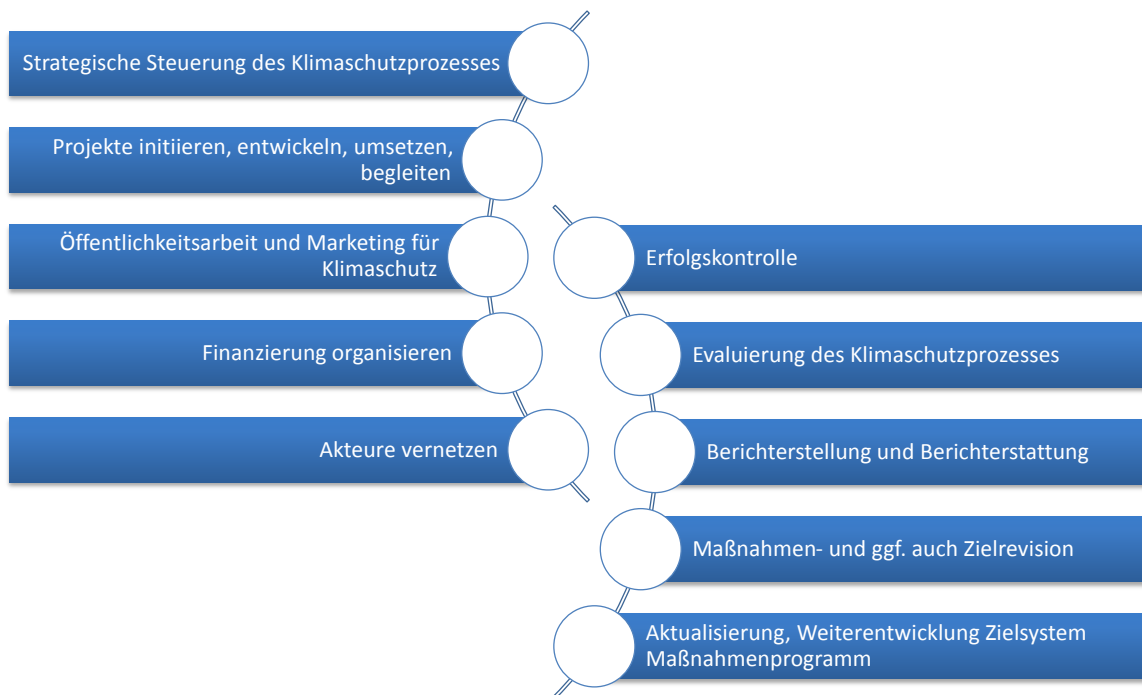 Strategische Steuerung des Klimaschutzprozesses
Projekte initiieren, entwickeln, umsetzen,
begleiten
Öffentlichkeitsarbeit und Marketing für
Klimaschutz
Finanzierung organisieren
Akteure vernetzen
Erfolgskontrolle
Evaluierung des Klimaschutzprozesses
Berichterstellung und Berichterstattung
Maßnahmen- und ggf. auch Zielrevision
Aktualisierung, Weiterentwicklung Zielsystem
Maßnahmenprogramm